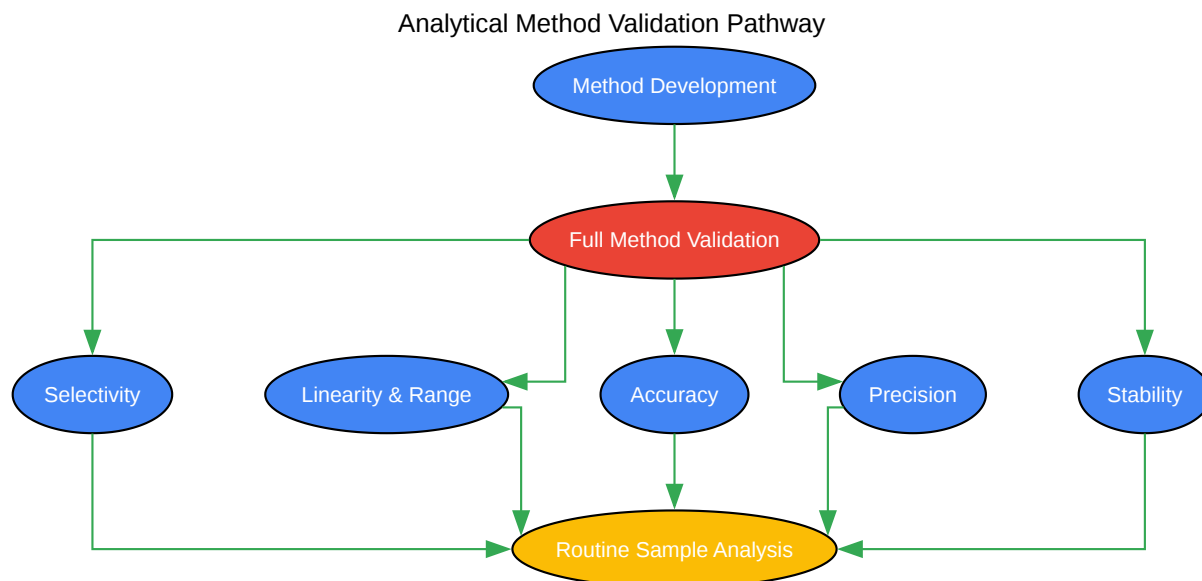 Analytical Method Validation Pathway
Method Development
Full Method Validation
Selectivity
Linearity & Range
Accuracy
Precision
Stability
Routine Sample Analysis